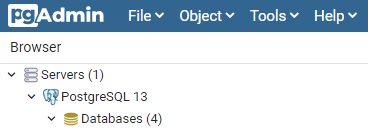 pgAdmin File Object Tools Help
Browser
Servers (1)
PostgreSQL 13
Databases (4)